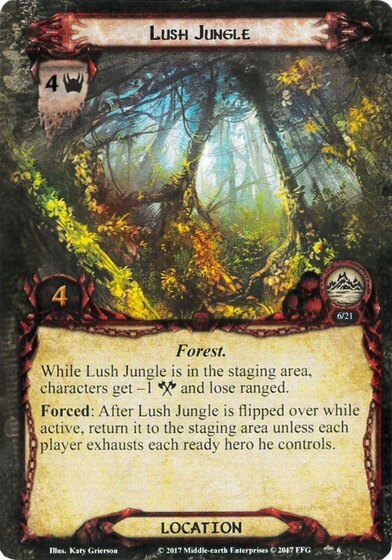 LUSH JUNGLE
4
4
6/21
Forest.
While Lush Jungle is in the staging area,
characters get –1 and lose ranged.
Forced: After Lush Jungle is flipped over while
active, return it to the staging area unless each
player exhausts each ready hero he controls.
Illus. Katy Grierson
LOCATION
© 2017 Middle-earth Enterprises © 2017 FFG
6